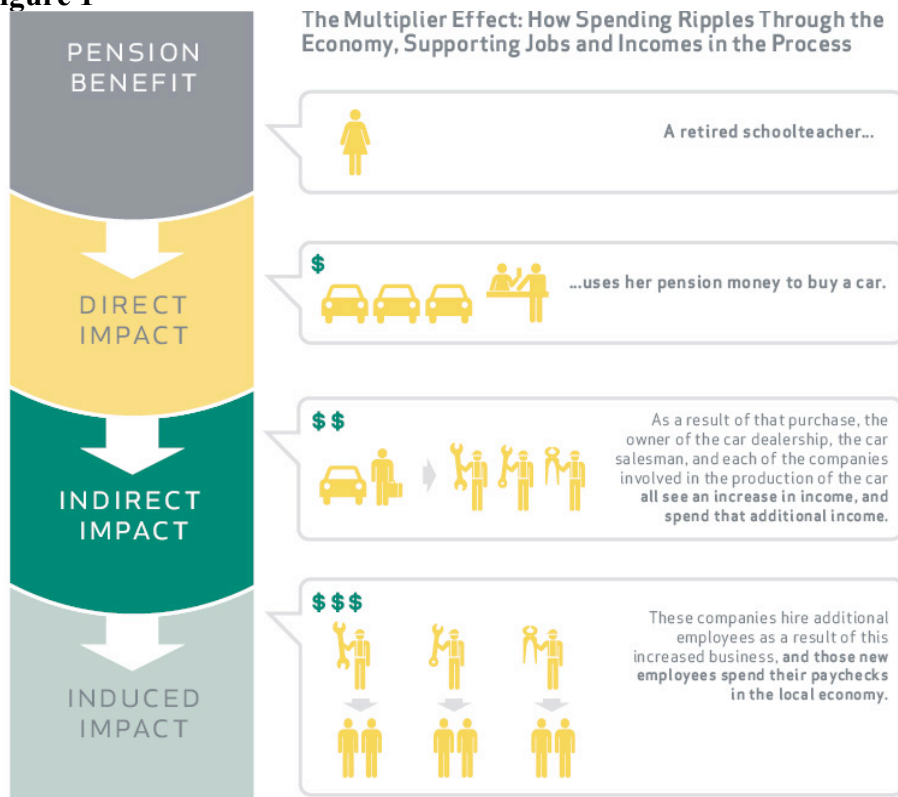 The Multiplier Effect: How Spending Ripples Through the
Economy, Supporting Jobs and Incomes in the Process
PENSION
BENEFIT
A retired schoolteacher...
DIRECT
IMPACT
$
...uses her pension money to buy a car.
INDIRECT
IMPACT
$$
As a result of that purchase, the
owner of the car dealership, the car
salesman, and each of the companies
involved in the production of the car
all see an increase in income, and
spend that additional income.
INDUCED
IMPACT
$$$
These companies hire additional
employees as a result of this
increased business, and those new
employees spend their paychecks
in the local economy.